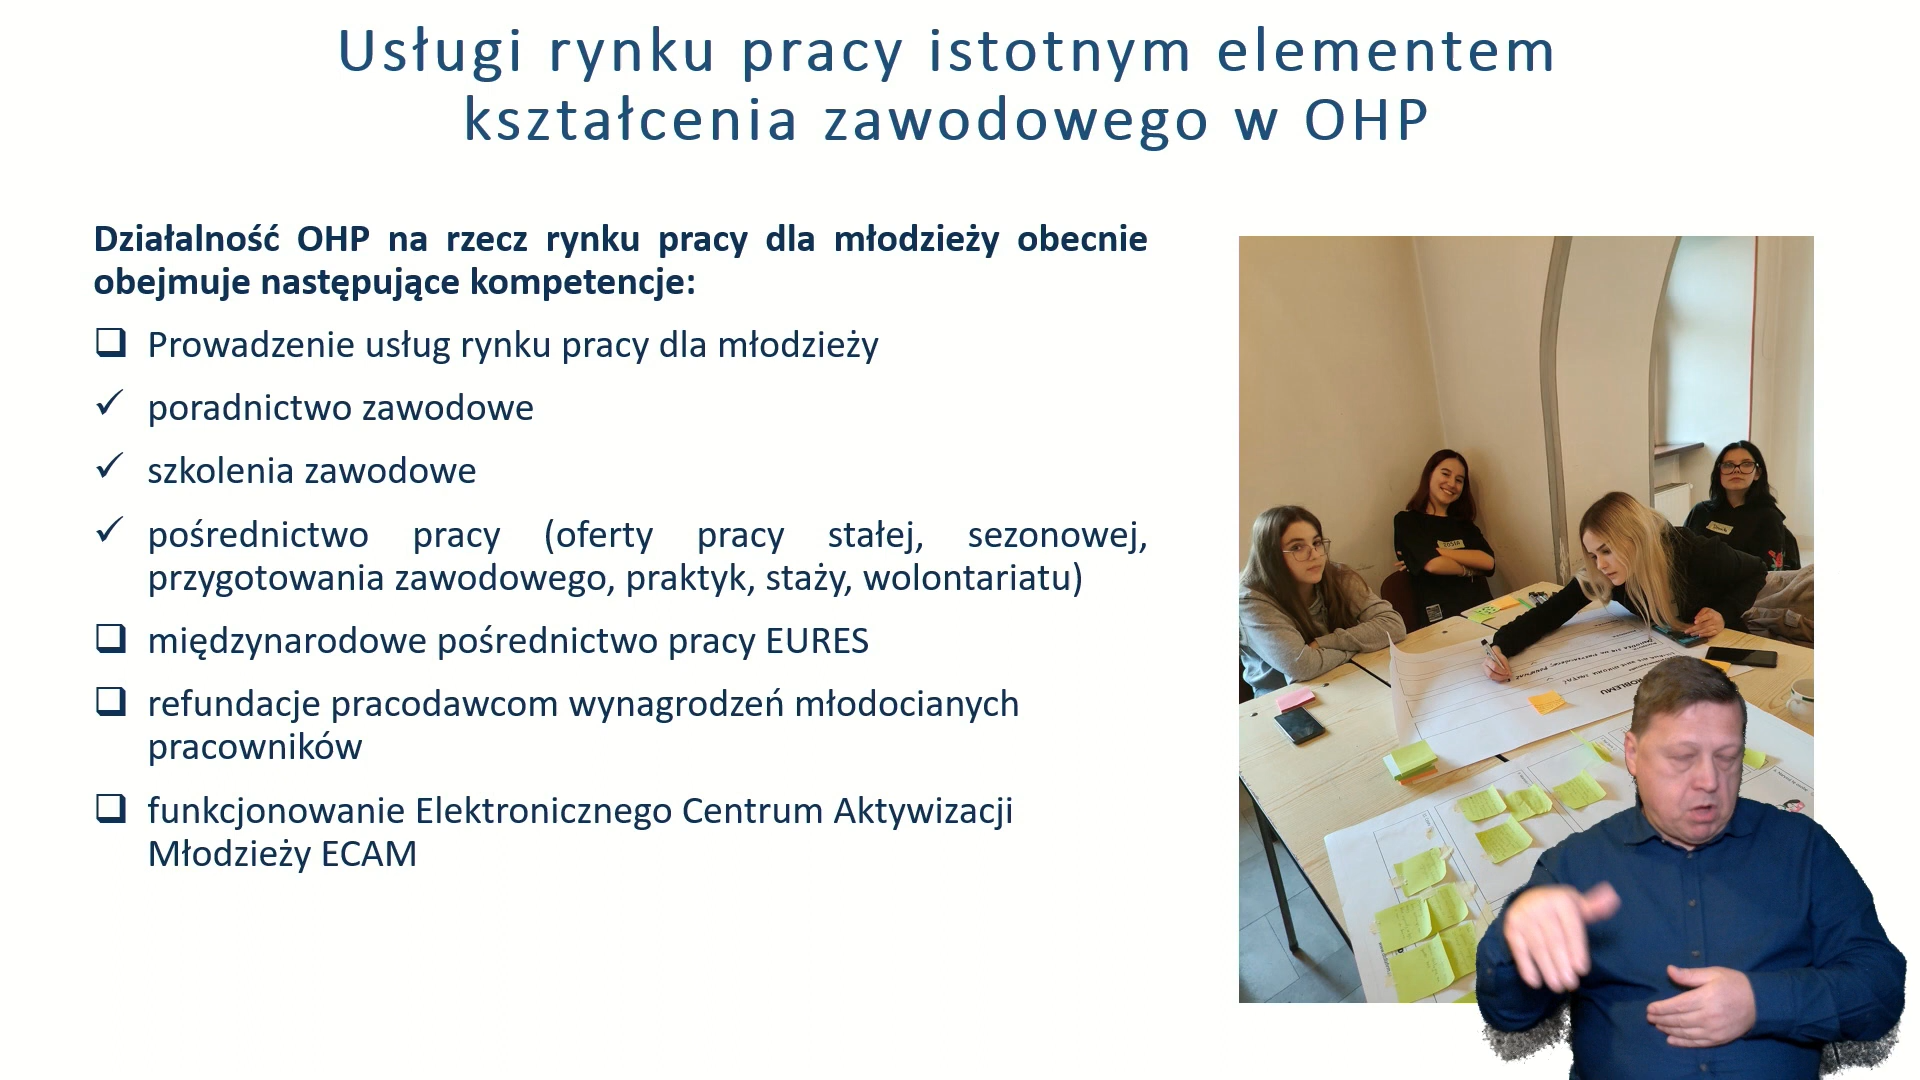 Usługi rynku pracy istotnym elementem
kształcenia zawodowego w OHP
Działalność OHP na rzecz rynku pracy dla młodzieży obecnie
obejmuje następujące kompetencje:
❑ Prowadzenie usług rynku pracy dla młodzieży
✓ poradnictwo zawodowe
✓ szkolenia zawodowe
✓ pośrednictwo pracy (oferty pracy stałej, sezonowej,
przygotowania zawodowego, praktyk, staży, wolontariatu)
❑ międzynarodowe pośrednictwo pracy EURES
❑ refundacje pracodawcom wynagrodzeń młodocianych
pracowników
❑ funkcjonowanie Elektronicznego Centrum Aktywizacji
Młodzieży ECAM